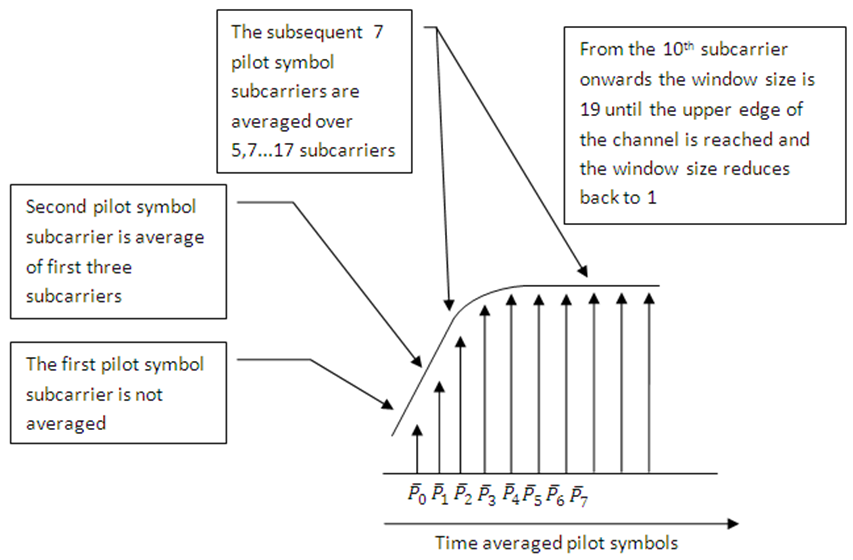 The subsequent 7
pilot symbol
subcarriers are
averaged over
5,7...17 subcarriers
From the 10th subcarrier
onwards the window size is
19 until the upper edge of
the channel is reached and
the window size reduces
back to 1
Second pilot symbol
subcarrier is average
of first three
subcarriers
The first pilot symbol
subcarrier is not
averaged
P̄0 P̄1 P̄2 P̄3 P̄4 P̄5 P̄6 P̄7
Time averaged pilot symbols